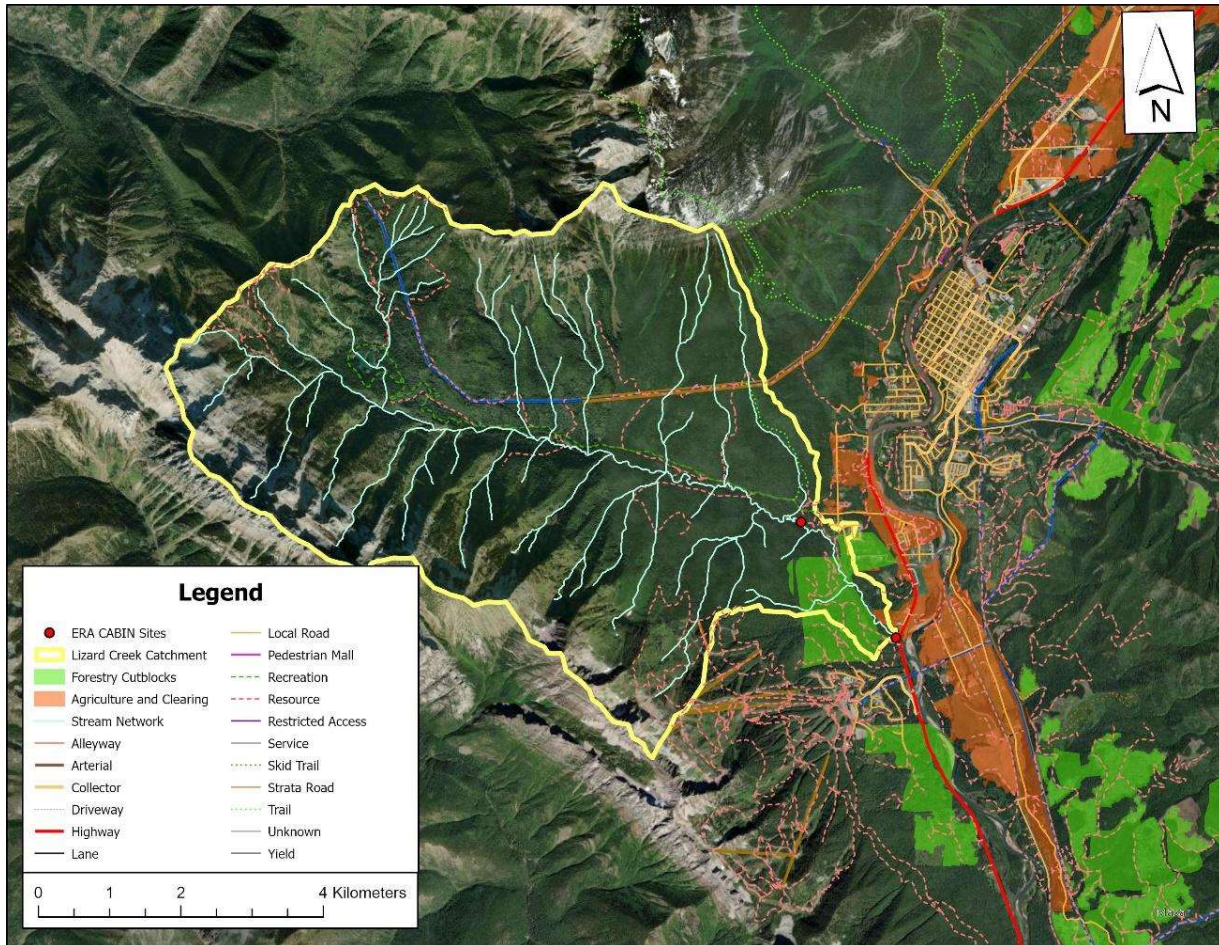 N
Legend
ERA CABIN Sites
Lizard Creek Catchment
Forestry Cutblocks
Agriculture and Clearing
Stream Network
Alleyway
Arterial
Collector
Driveway
Highway
Lane
Local Road
Pedestrian Mall
Recreation
Resource
Restricted Access
Service
Skid Trail
Strata Road
Trail
Unknown
Yield
0 1 2 4 Kilometers